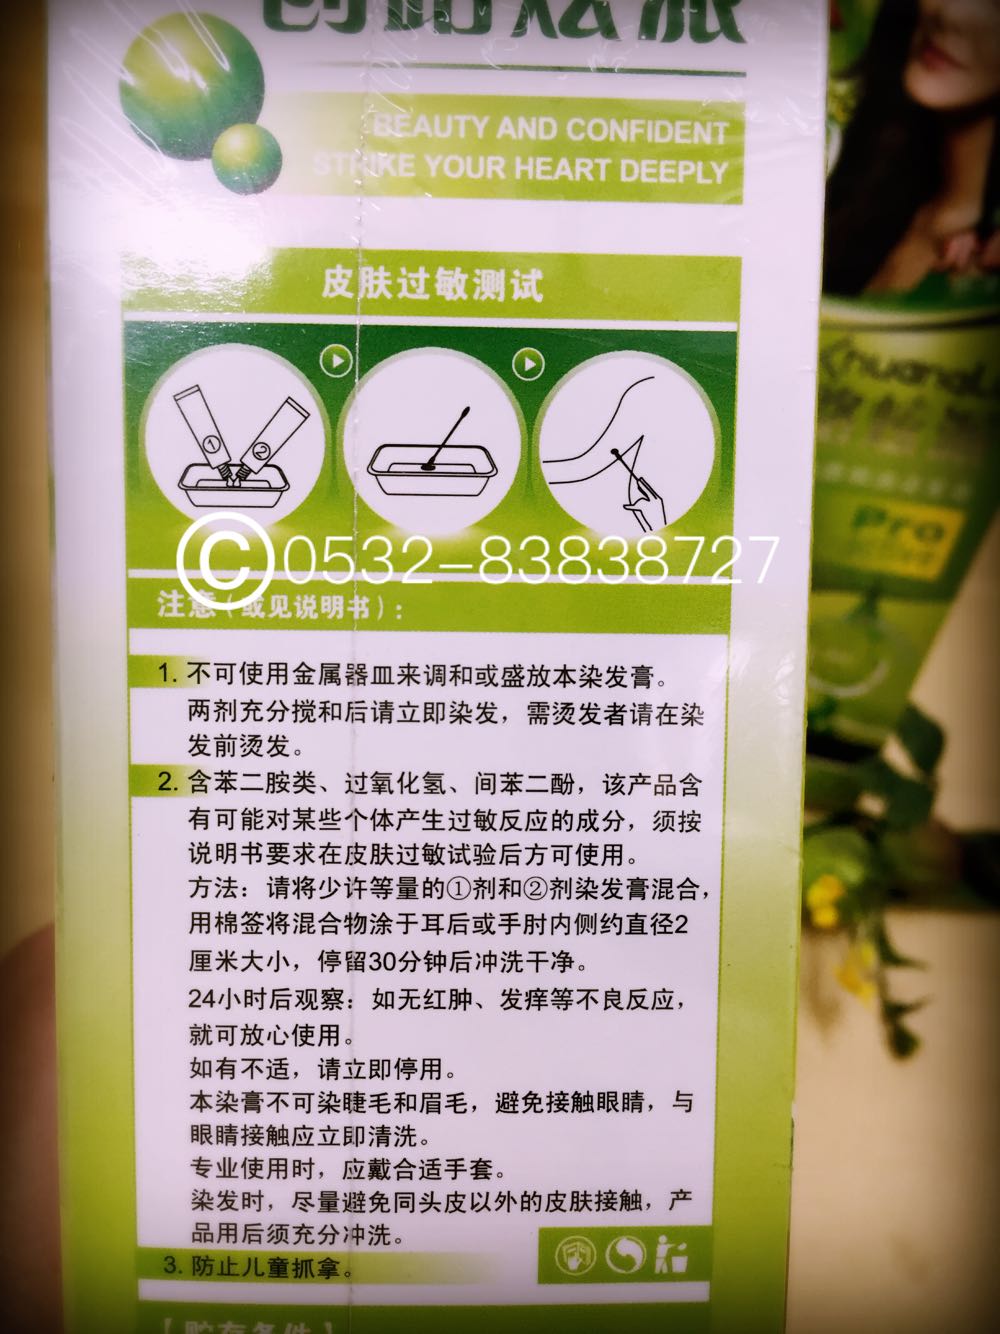 BEAUTY AND CONFIDENT
STRIKE YOUR HEART DEEPLY
皮肤过敏测试
① ②
©0532-83838727
注意(或见说明书):
1. 不可使用金属器皿来调和或盛放本染发膏。
两剂充分搅和后请立即染发，需烫发者请在染
发前烫发。
2. 含苯二胺类、过氧化氢、间苯二酚，该产品含
有可能对某些个体产生过敏反应的成分，须按
说明书要求在皮肤过敏试验后方可使用。
方法：请将少许等量的①剂和②剂染发膏混合，
用棉签将混合物涂于耳后或手肘内侧约直径2
厘米大小，停留30分钟后冲洗干净。
24小时后观察：如无红肿、发痒等不良反应，
就可放心使用。
如有不适，请立即停用。
本染膏不可染睫毛和眉毛，避免接触眼睛，与
眼睛接触应立即清洗。
专业使用时，应戴合适手套。
染发时，尽量避免同头皮以外的皮肤接触，产
品用后须充分冲洗。
3. 防止儿童抓拿。
【贮存条件】
Pro